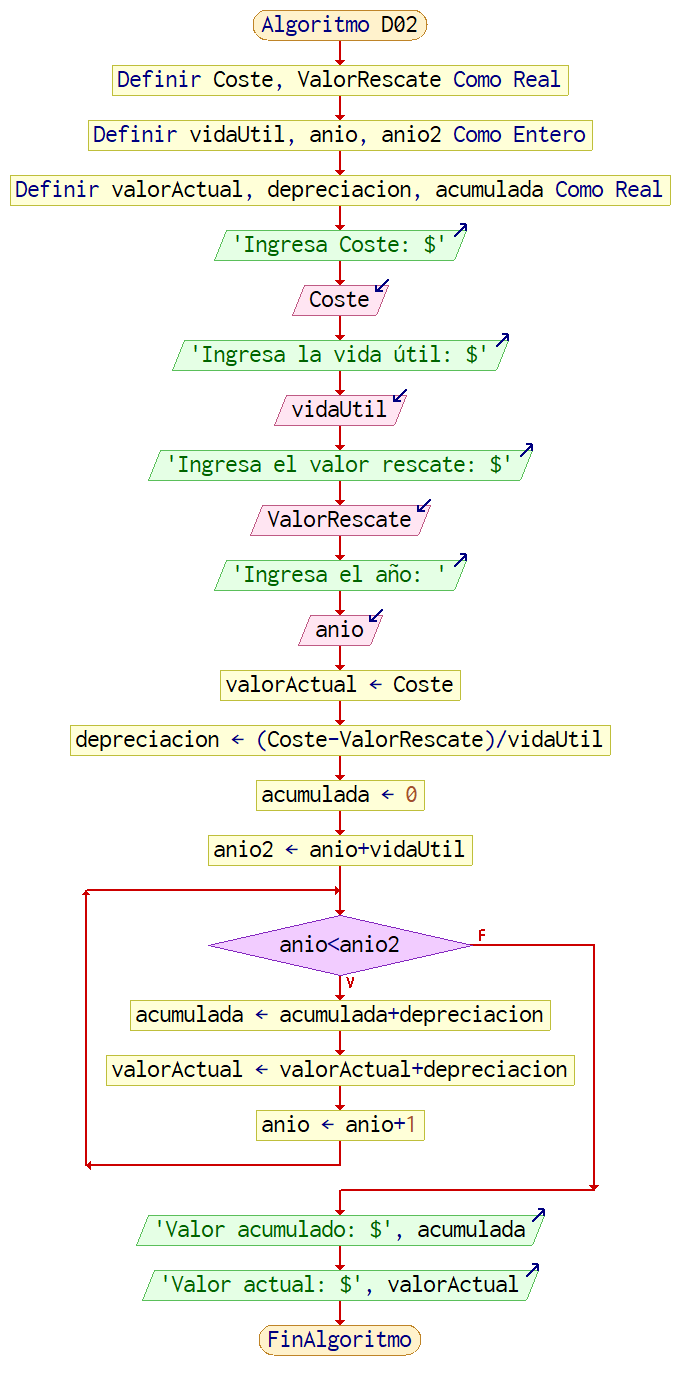 Algoritmo D02
Definir Coste, ValorRescate Como Real
Definir vidaUtil, anio, anio2 Como Entero
Definir valorActual, depreciacion, acumulada Como Real
'Ingresa Coste: $'
Coste
'Ingresa la vida útil: $'
vidaUtil
'Ingresa el valor rescate: $'
ValorRescate
'Ingresa el año: '
anio
valorActual ← Coste
depreciacion ← (Coste-ValorRescate)/vidaUtil
acumulada ← 0
anio2 ← anio+vidaUtil
anio<anio2
F
V
acumulada ← acumulada+depreciacion
valorActual ← valorActual+depreciacion
anio ← anio+1
'Valor acumulado: $', acumulada
'Valor actual: $', valorActual
FinAlgoritmo